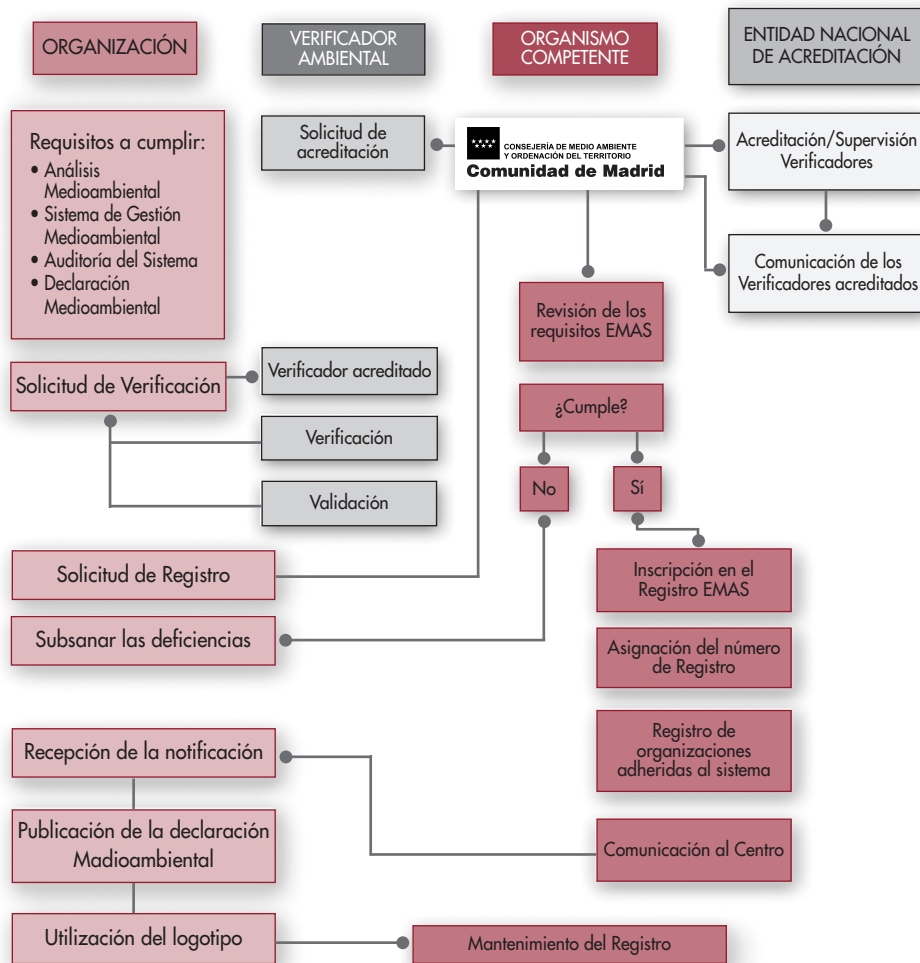 ORGANIZACIÓN
VERIFICADOR
AMBIENTAL
ORGANISMO
COMPETENTE
ENTIDAD NACIONAL
DE ACREDITACIÓN
Requisitos a cumplir:
• Análisis
Medioambiental
• Sistema de Gestión
Medioambiental
• Auditoría del Sistema
• Declaración
Medioambiental
Solicitud de
acreditación
CONSEJERÍA DE MEDIO AMBIENTE
Y ORDENACIÓN DEL TERRITORIO
Comunidad de Madrid
Acreditación/Supervisión
Verificadores
Comunicación de los
Verificadores acreditados
Revisión de los
requisitos EMAS
Solicitud de Verificación
Verificador acreditado
¿Cumple?
Verificación
No
Sí
Validación
Solicitud de Registro
Inscripción en el
Registro EMAS
Subsanar las deficiencias
Asignación del número
de Registro
Recepción de la notificación
Registro de
organizaciones
adheridas al sistema
Publicación de la declaración
Madioambiental
Comunicación al Centro
Utilización del logotipo
Mantenimiento del Registro